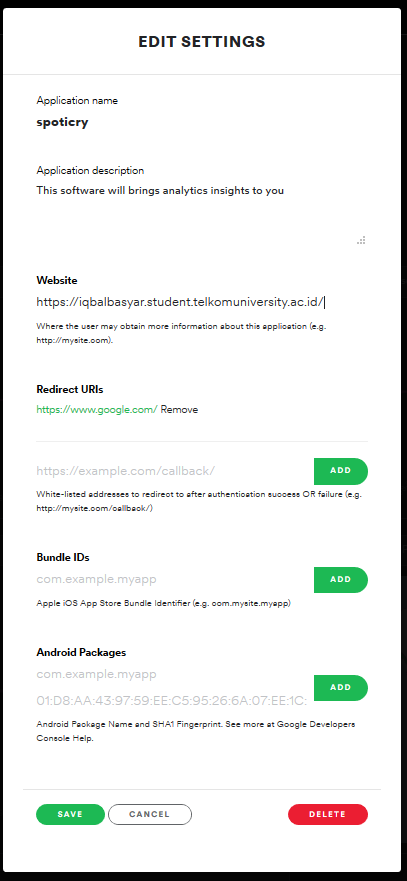 EDIT SETTINGS
Application name
spoticry
Application description
This software will brings analytics insights to you
Website
https://iqbalbasyar.student.telkomuniversity.ac.id/
Where the user may obtain more information about this application (e.g.
http://mysite.com).
Redirect URIs
https://www.google.com/ Remove
https://example.com/callback/
ADD
White-listed addresses to redirect to after authentication success OR failure (e.g.
http://mysite.com/callback/)
Bundle IDs
com.example.myapp
ADD
Apple iOS App Store Bundle Identifier (e.g. com.mysite.myapp)
Android Packages
com.example.myapp
ADD
01:D8:AA:43:97:59:EE:C5:95:26:6A:07:EE:1C:
Android Package Name and SHA1 Fingerprint. See more at Google Developers
Console Help.
SAVE CANCEL DELETE